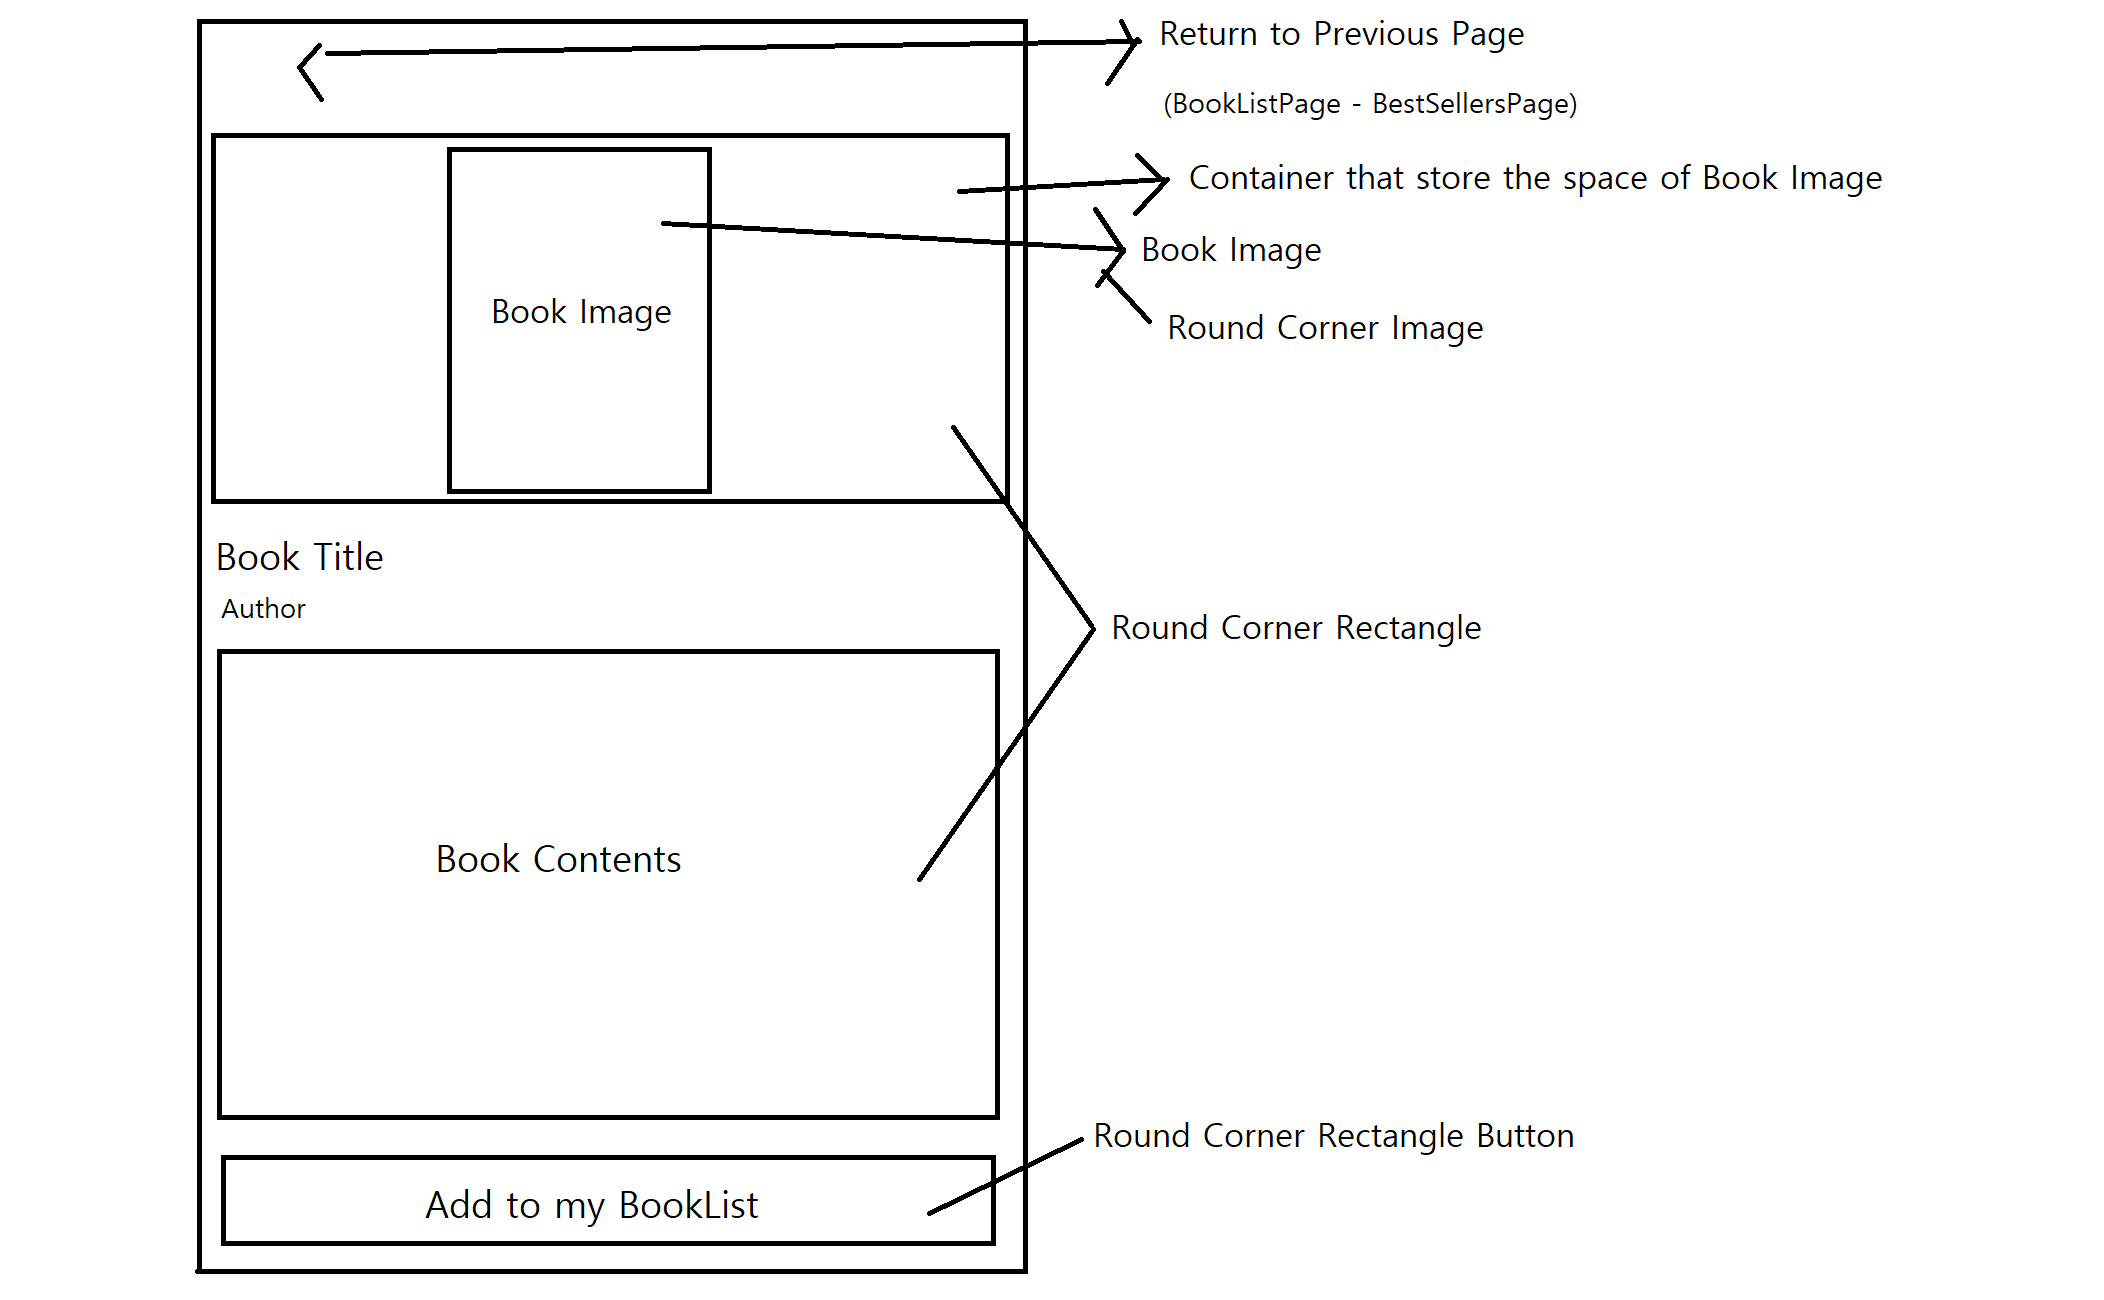 Return to Previous Page
(BookListPage - BestSellersPage)
Container that store the space of Book Image
Book Image
Book Image
Round Corner Image
Book Title
Author
Round Corner Rectangle
Book Contents
Round Corner Rectangle Button
Add to my BookList